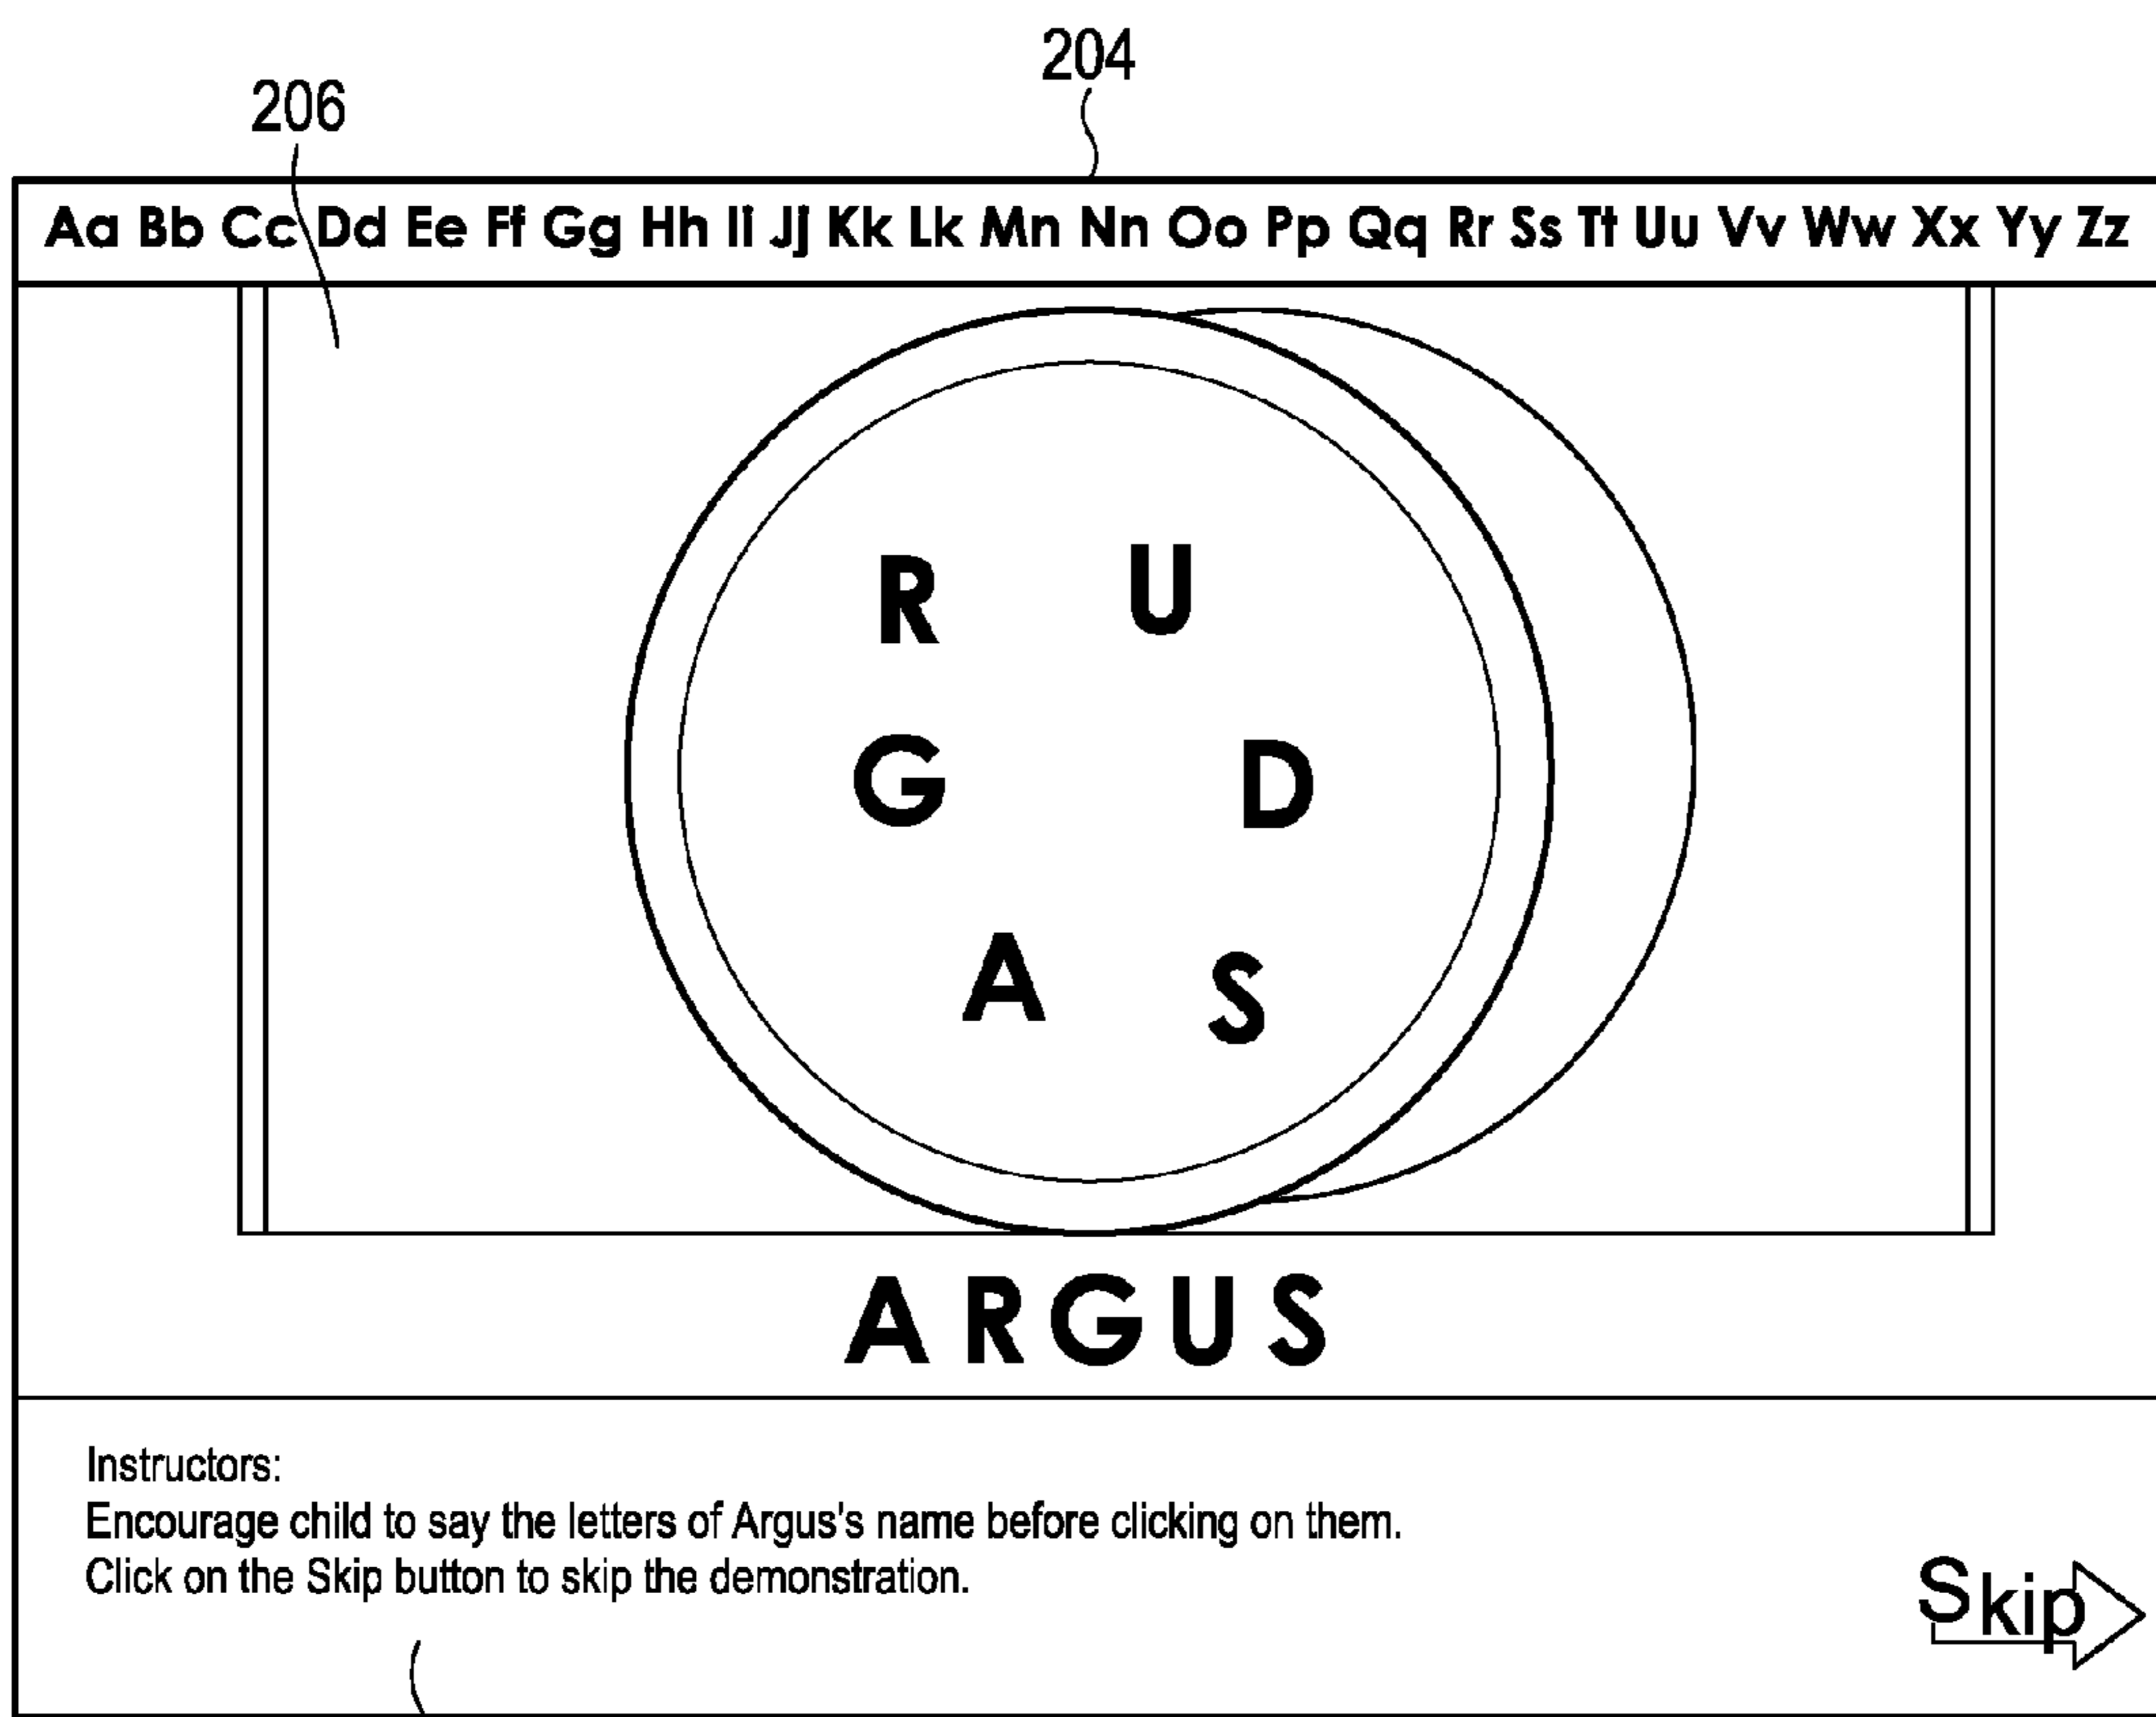 204
206
Aa Bb Cc Dd Ee Ff Gg Hh Ii Jj Kk Lk Mn Nn Oo Pp Qq Rr Ss Tt Uu Vv Ww Xx Yy Zz
R U
G D
A S
ARGUS
Instructors:
Encourage child to say the letters of Argus's name before clicking on them.
Click on the Skip button to skip the demonstration.
Skip